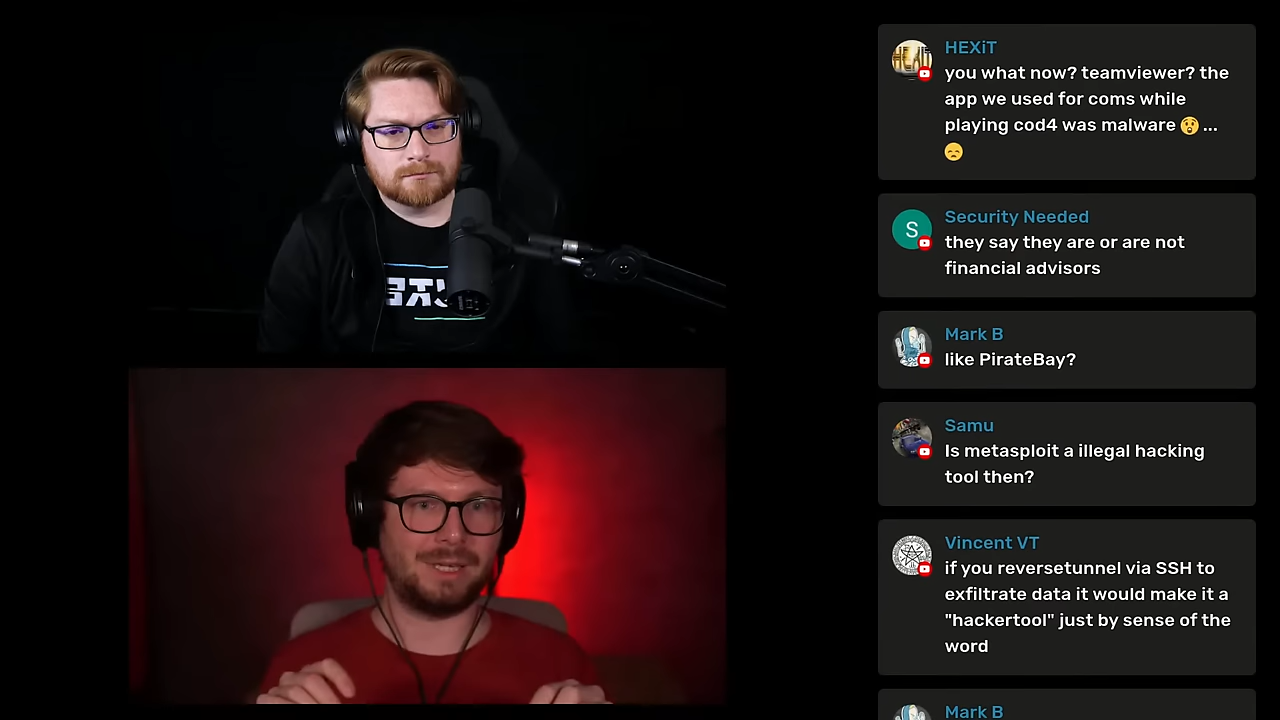 HEXiT
you what now? teamviewer? the
app we used for coms while
playing cod4 was malware 😲 ...
😞
S
Security Needed
they say they are or are not
financial advisors
Mark B
like PirateBay?
Samu
Is metasploit a illegal hacking
tool then?
Vincent VT
if you reversetunnel via SSH to
exfiltrate data it would make it a
"hackertool" just by sense of the
word
Mark B